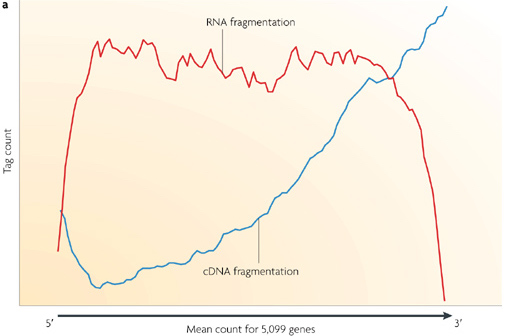 a
RNA fragmentation
Tag count
cDNA fragmentation
5′ 3′
Mean count for 5,099 genes